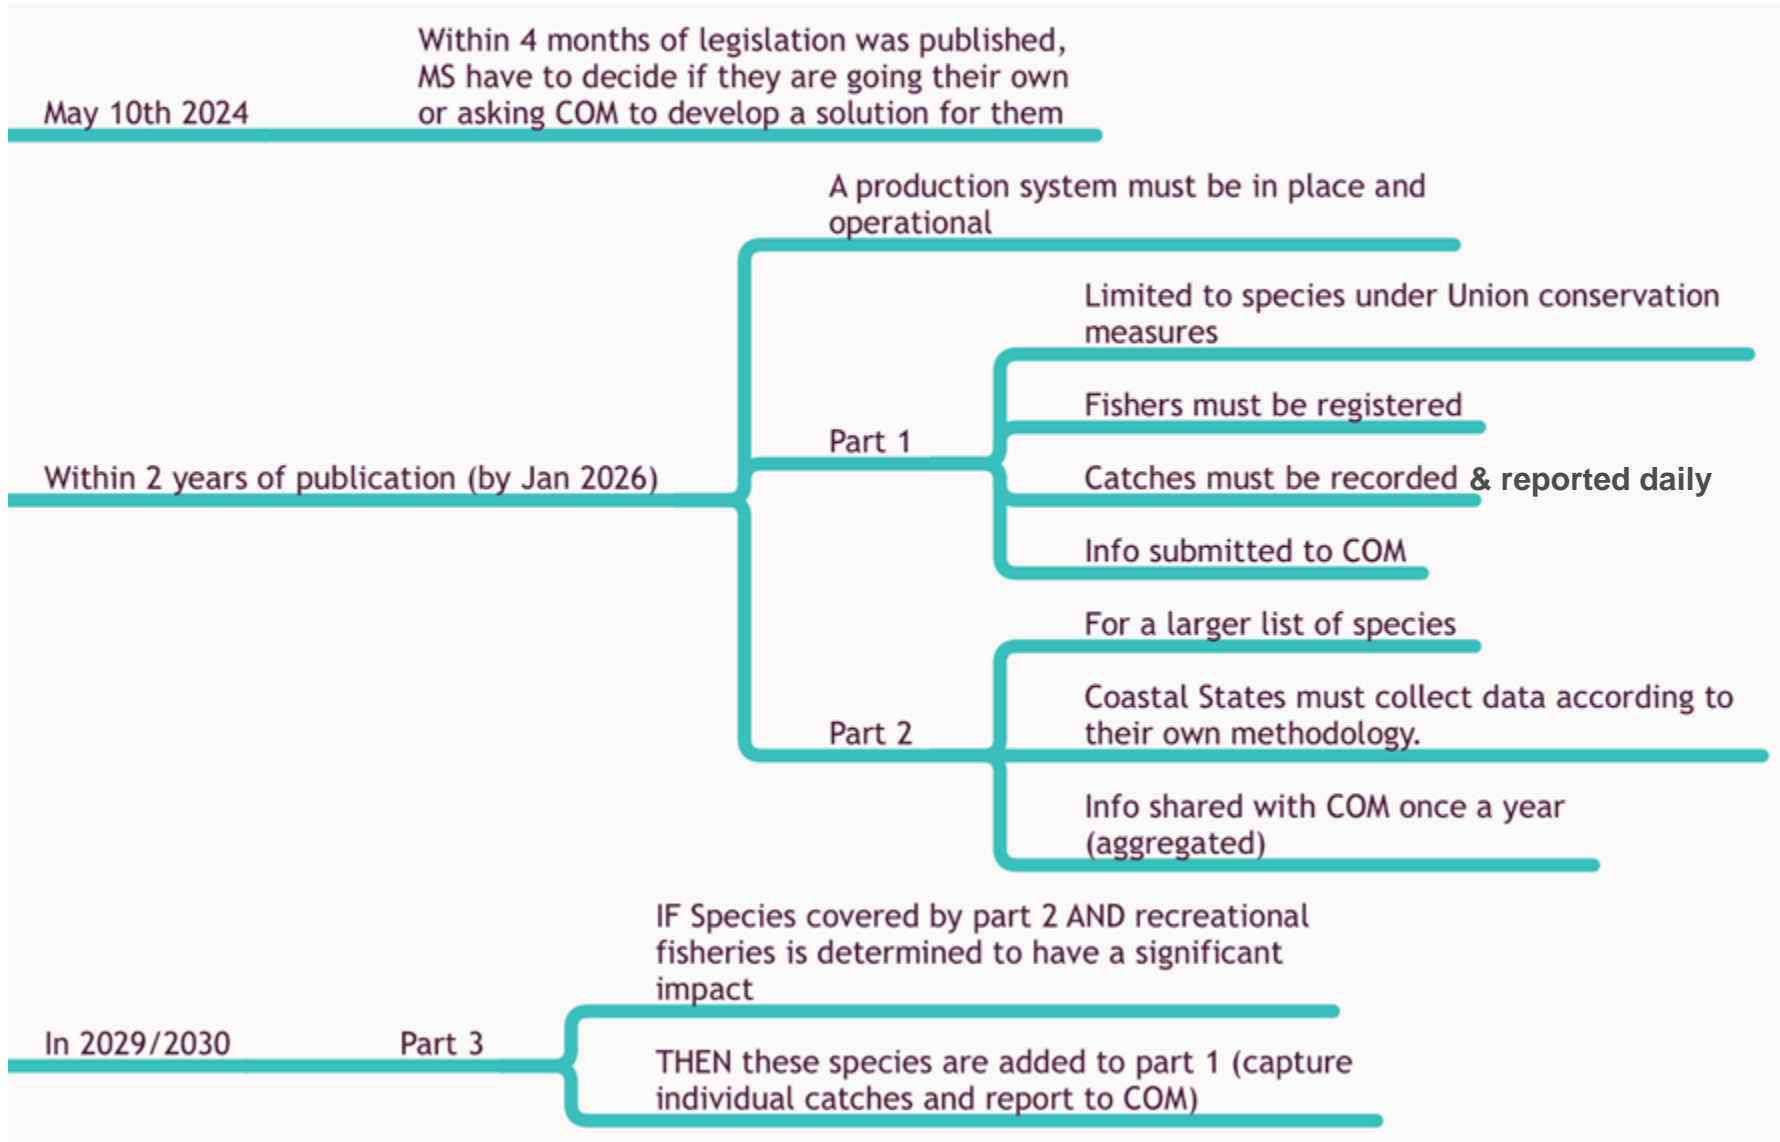 Within 4 months of legislation was published,
MS have to decide if they are going their own
or asking COM to develop a solution for them
May 10th 2024
A production system must be in place and
operational
Limited to species under Union conservation
measures
Fishers must be registered
Part 1
Within 2 years of publication (by Jan 2026)
Catches must be recorded & reported daily
Info submitted to COM
For a larger list of species
Coastal States must collect data according to
their own methodology.
Part 2
Info shared with COM once a year
(aggregated)
IF Species covered by part 2 AND recreational
fisheries is determined to have a significant
impact
In 2029/2030
Part 3
THEN these species are added to part 1 (capture
individual catches and report to COM)